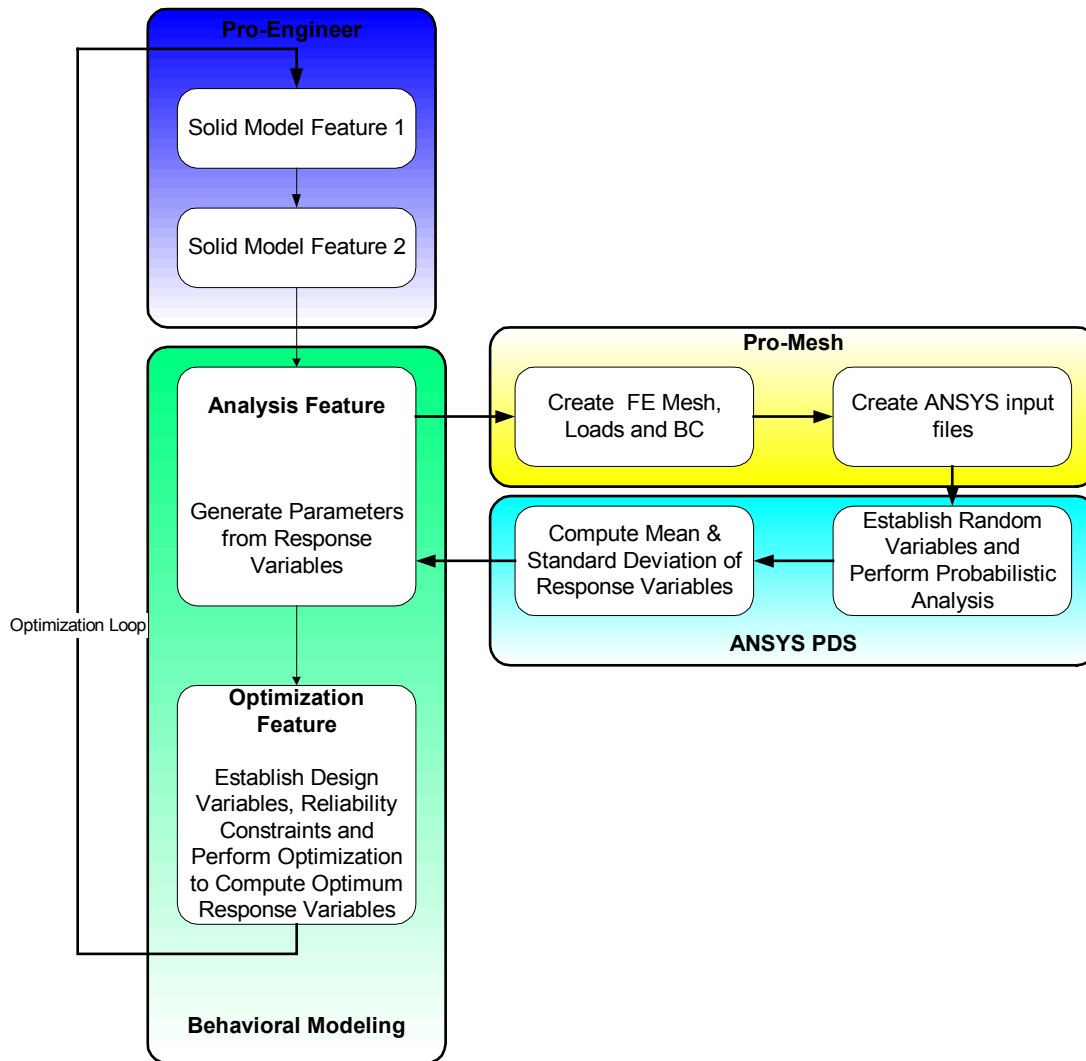 Pro-Engineer
Solid Model Feature 1
Solid Model Feature 2
Analysis Feature
Generate Parameters
from Response
Variables
Pro-Mesh
Create FE Mesh,
Loads and BC
Create ANSYS input
files
Establish Random
Variables and
Perform Probabilistic
Analysis
Compute Mean &
Standard Deviation of
Response Variables
ANSYS PDS
Optimization Loop
Optimization
Feature
Establish Design
Variables, Reliability
Constraints and
Perform Optimization
to Compute Optimum
Response Variables
Behavioral Modeling